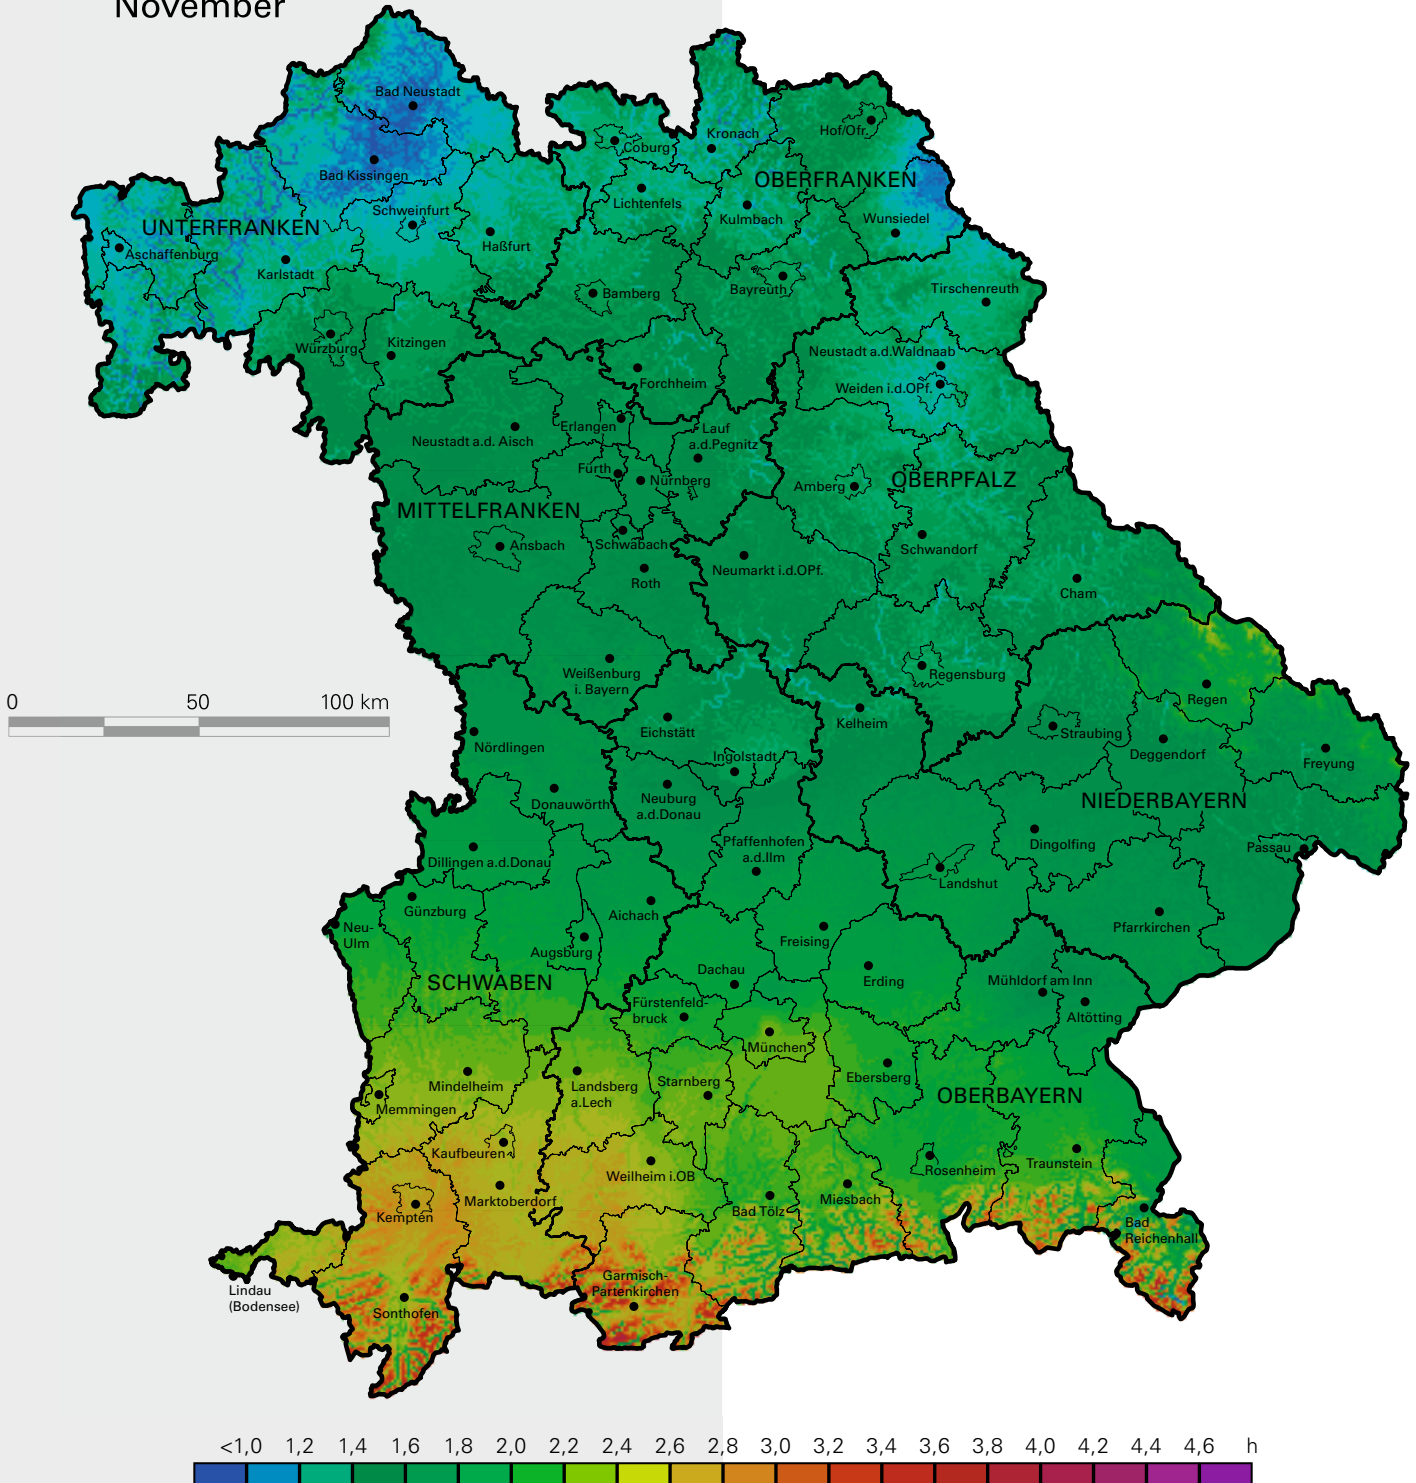 November
Bad Neustadt
Kronach
Hof/Ofr.
Coburg
Bad Kissingen
OBERFRANKEN
Lichtenfels
Kulmbach
Schweinfurt
Wunsiedel
UNTERFRANKEN
Haßfurt
Aschaffenburg
Karlstadt
Bayreuth
Tirschenreuth
Bamberg
Würzburg
Kitzingen
Neustadt a.d.Waldnaab
Forchheim
Weiden i.d.OPf.
Erlangen
Lauf
a.d.Pegnitz
Neustadt a.d. Aisch
Fürth
Nürnberg
Amberg
OBERPFALZ
MITTELFRANKEN
Ansbach
Schwabach
Schwandorf
Roth
Neumarkt i.d.OPf.
Cham
Weißenburg
i. Bayern
Regensburg
Regen
0 50 100 km
Eichstätt
Kelheim
Straubing
Nördlingen
Ingolstadt
Deggendorf
Freyung
Donauwörth
Neuburg
a.d.Donau
NIEDERBAYERN
Pfaffenhofen
a.d.Ilm
Dingolfing
Passau
Dillingen a.d.Donau
Landshut
Günzburg
Aichach
Neu-
Ulm
Pfarrkirchen
Augsburg
Freising
SCHWABEN
Dachau
Erding
Mühldorf am Inn
Fürstenfeld-
bruck
Altötting
München
Mindelheim
Landsberg
a.Lech
Starnberg
Ebersberg
OBERBAYERN
Memmingen
Kaufbeuren
Weilheim i.OB
Rosenheim
Traunstein
Marktoberdorf
Kempten
Bad Tölz
Miesbach
Bad
Reichenhall
Lindau
(Bodensee)
Garmisch-
Partenkirchen
Sonthofen
<1,0 1,2 1,4 1,6 1,8 2,0 2,2 2,4 2,6 2,8 3,0 3,2 3,4 3,6 3,8 4,0 4,2 4,4 4,6 h